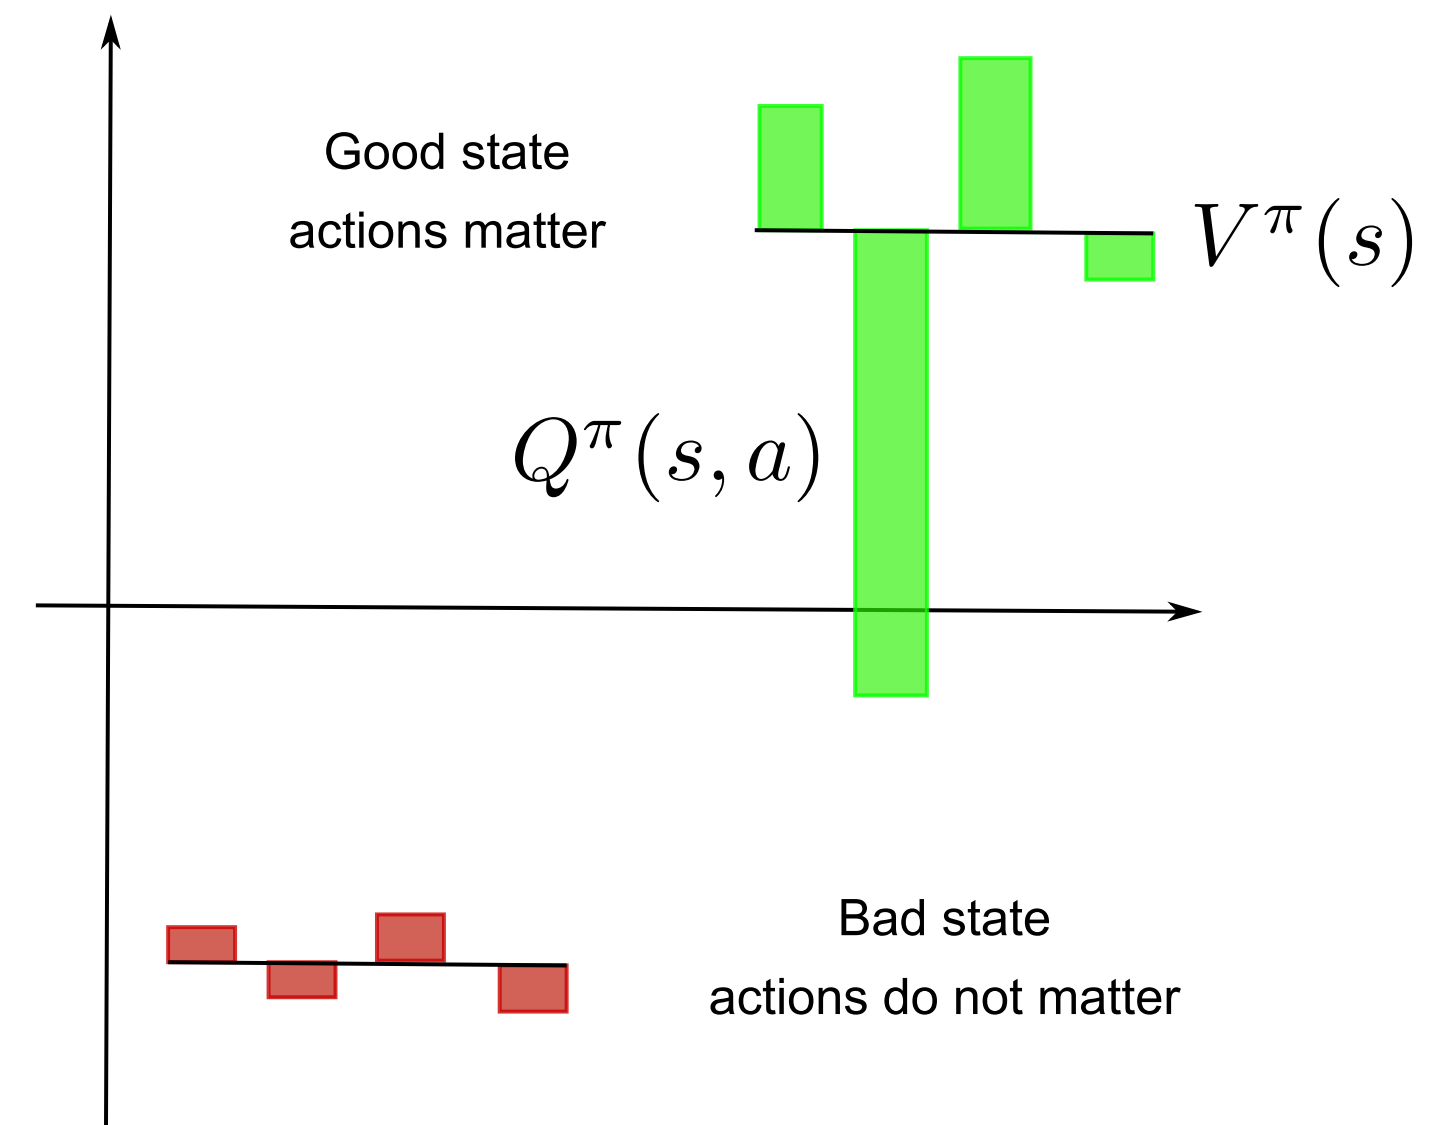 Good state
actions matter
V^π(s)
Q^π(s, a)
Bad state
actions do not matter